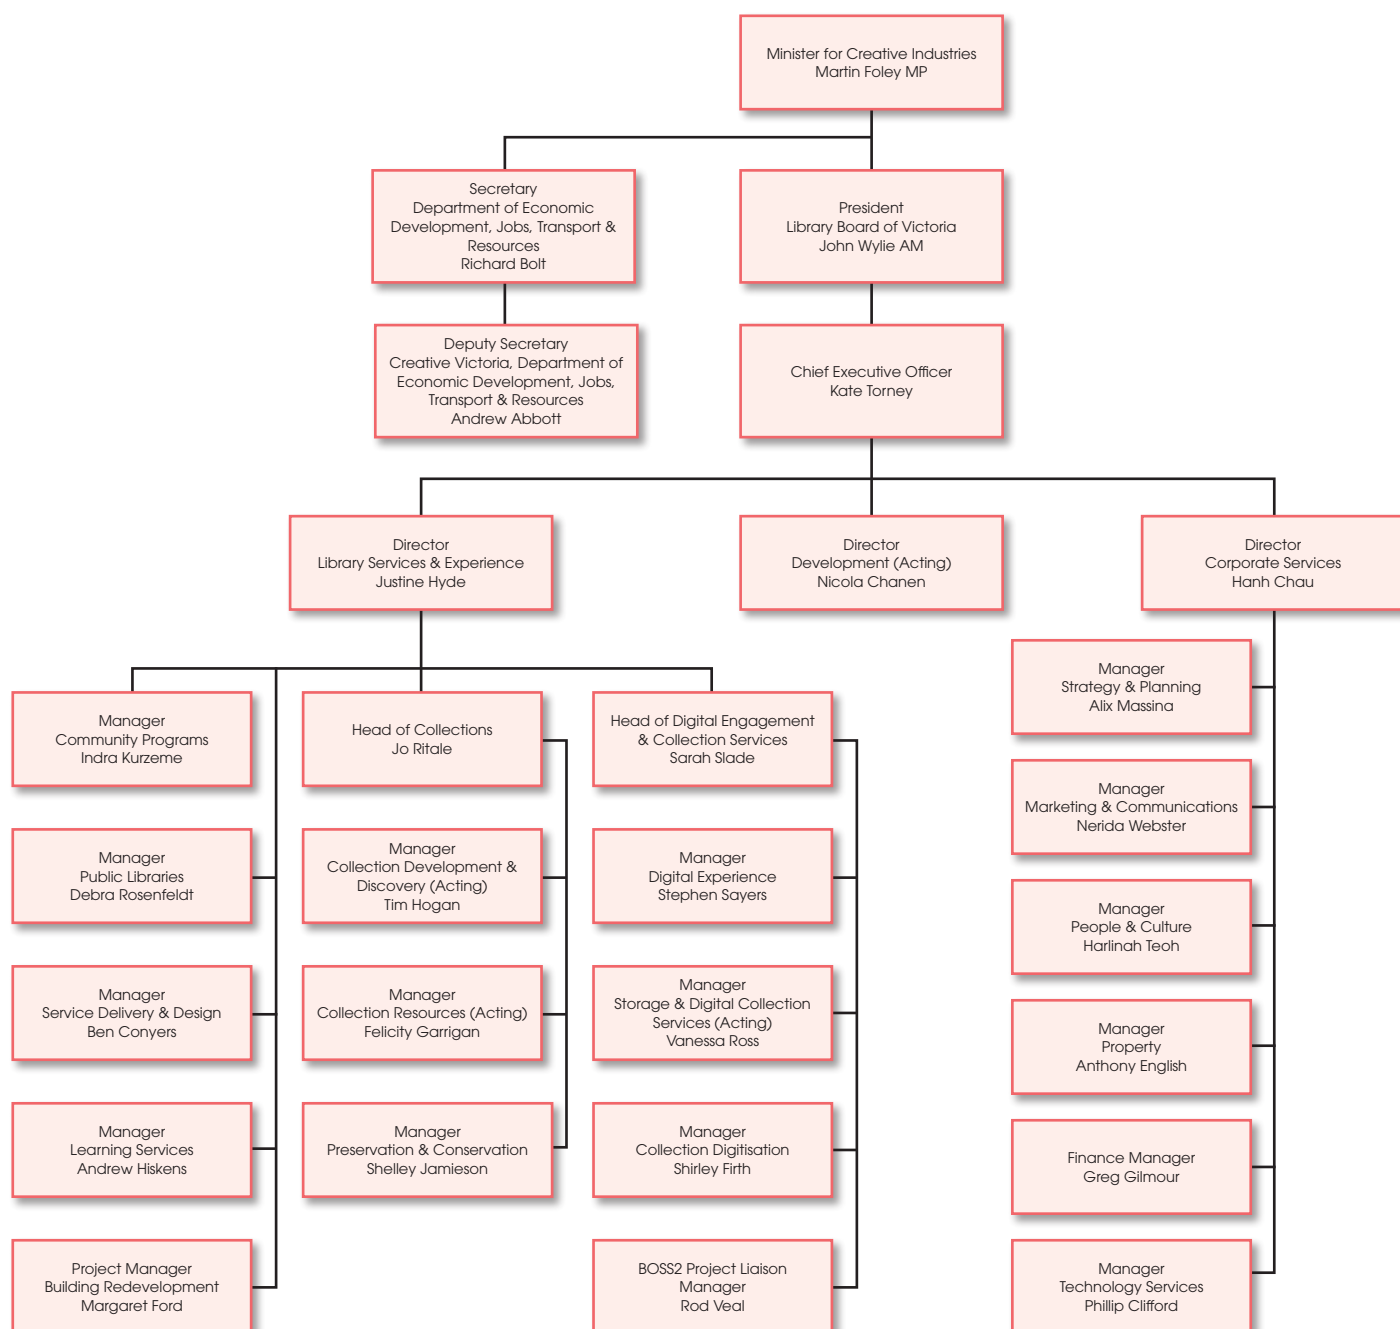 Minister for Creative Industries
Martin Foley MP
Secretary
Department of Economic
Development, Jobs, Transport &
Resources
Richard Bolt
President
Library Board of Victoria
John Wylie AM
Deputy Secretary
Creative Victoria, Department of
Economic Development, Jobs,
Transport & Resources
Andrew Abbott
Chief Executive Officer
Kate Torney
Director
Library Services & Experience
Justine Hyde
Director
Development (Acting)
Nicola Chanen
Director
Corporate Services
Hanh Chau
Manager
Community Programs
Indra Kurzeme
Manager
Public Libraries
Debra Rosenfeldt
Manager
Service Delivery & Design
Ben Conyers
Manager
Learning Services
Andrew Hiskens
Project Manager
Building Redevelopment
Margaret Ford
Head of Collections
Jo Ritale
Manager
Collection Development &
Discovery (Acting)
Tim Hogan
Manager
Collection Resources (Acting)
Felicity Garrigan
Manager
Preservation & Conservation
Shelley Jamieson
Head of Digital Engagement
& Collection Services
Sarah Slade
Manager
Digital Experience
Stephen Sayers
Manager
Storage & Digital Collection
Services (Acting)
Vanessa Ross
Manager
Collection Digitisation
Shirley Firth
BOSS2 Project Liaison
Manager
Rod Veal
Manager
Strategy & Planning
Alix Massina
Manager
Marketing & Communications
Nerida Webster
Manager
People & Culture
Harlinah Teoh
Manager
Property
Anthony English
Finance Manager
Greg Gilmour
Manager
Technology Services
Phillip Clifford